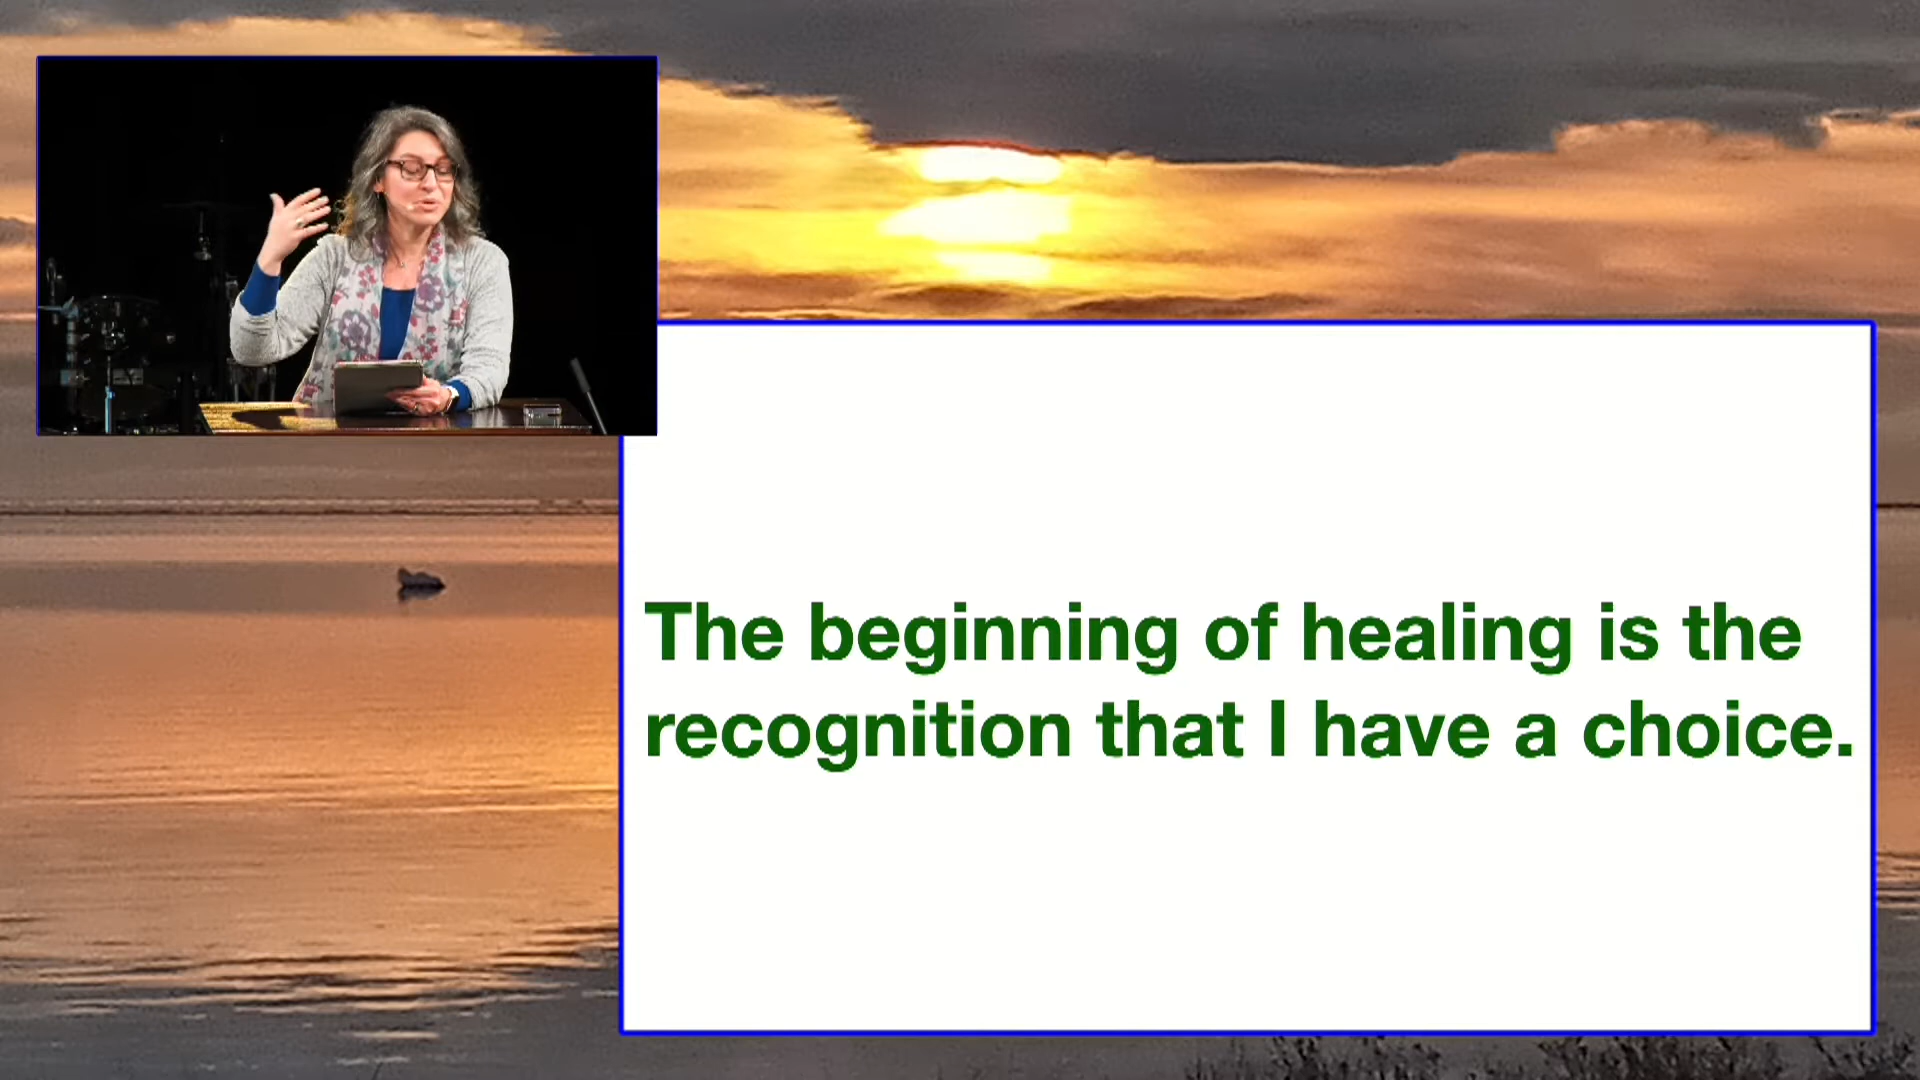 The beginning of healing is the
recognition that I have a choice.